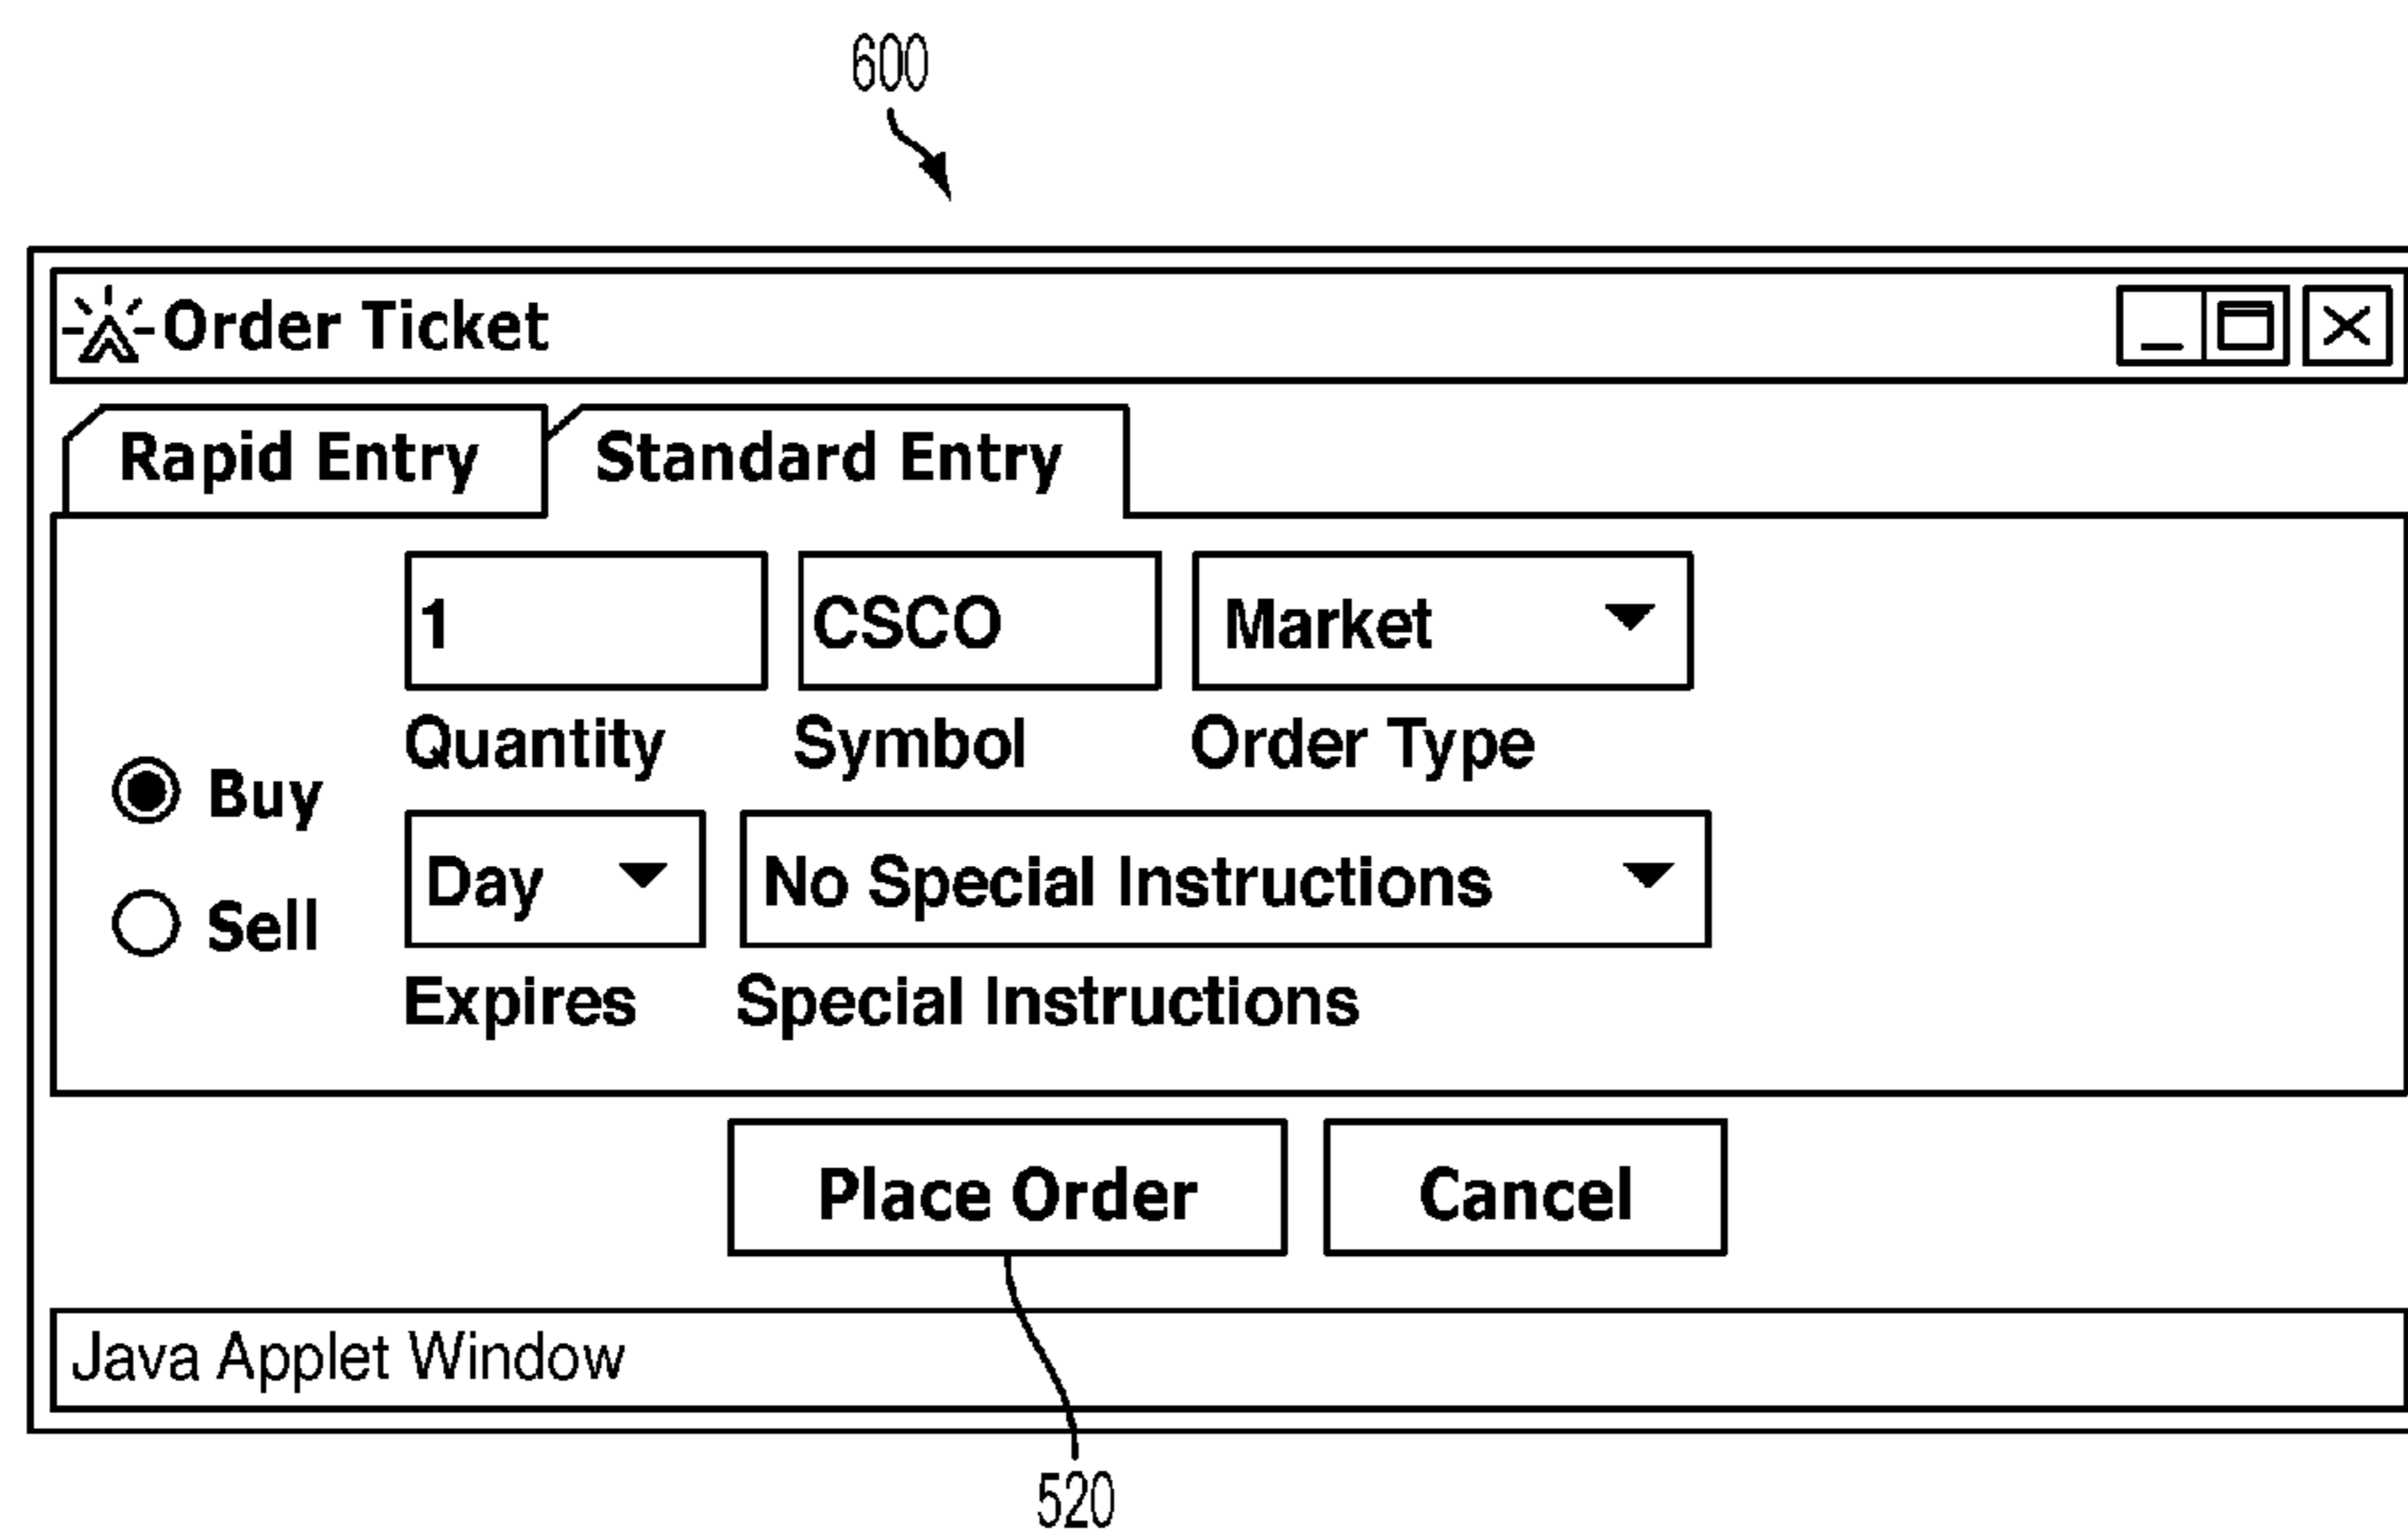 600
Order Ticket
Rapid Entry Standard Entry
1 CSCO Market
Quantity Symbol Order Type
Buy
Day No Special Instructions
Sell
Expires Special Instructions
Place Order Cancel
Java Applet Window
520